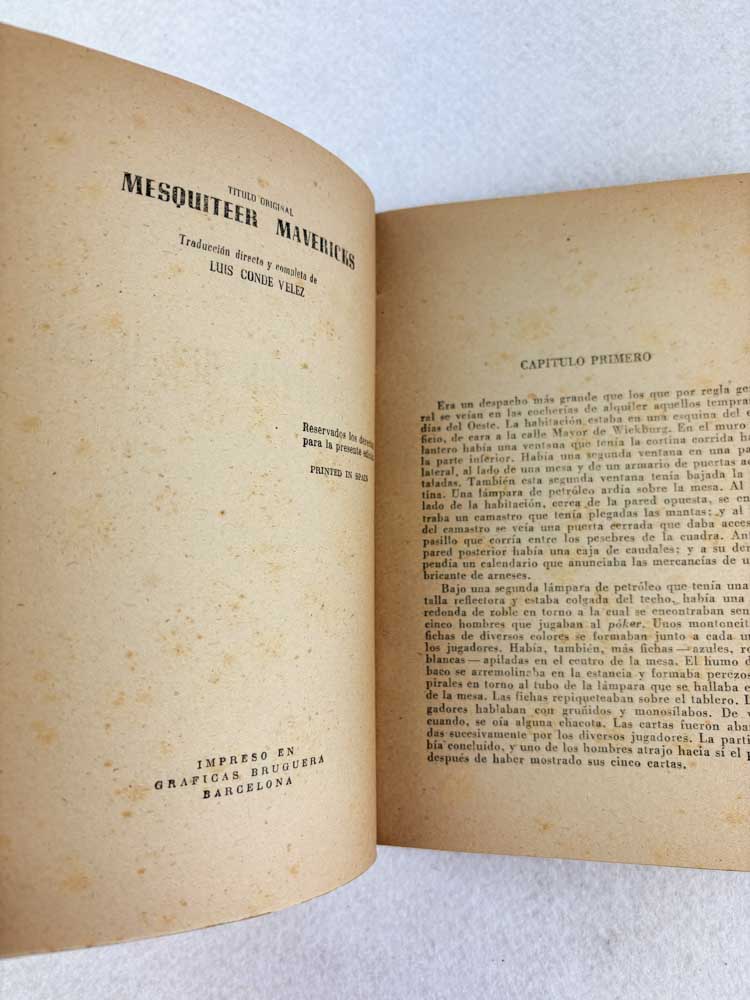 TITULO ORIGINAL
MESQUITEER MAVERICKS
Traducción directa y completa de
LUIS CONDE VELEZ
Reservados los
para la presente
PRINTED IN SPAIN
IMPRESO EN
GRAFICAS BRUGUERA
BARCELONA
CAPITULO PRIMERO
Era un despacho más grande que los que por regla ge
ral se veían en las cocherías de alquiler aquellos tempra
días del Oeste. La habitación estaba en una esquina del
ficio, de cara a la calle Mayor de Wickburg. En el muro
lantero había una ventana que tenía la cortina corrida h
la parte inferior. Había una segunda ventana en una pa
lateral, al lado de una mesa y de un armario de puertas a
taladas. También esta segunda ventana tenía bajada la
tina. Una lámpara de petróleo ardía sobre la mesa. Al
lado de la habitación, cerca de la pared opuesta, se en
traba un camastro que tenía plegadas las mantas; y al
del camastro se veía una puerta cerrada que daba acces
pasillo que corría entre los pesebres de la cuadra. Ant
pared posterior había una caja de caudales; y a su de
pendía un calendario que anunciaba las mercancías de u
bricante de arneses.
Bajo una segunda lámpara de petróleo que tenía una
talla reflectora y estaba colgada del techo, había una
redonda de roble en torno a la cual se encontraban sen
cinco hombres que jugaban al póker. Unos montoncit
fichas de diversos colores se formaban junto a cada un
los jugadores. Había, también, más fichas — azules, ro
blancas — apiladas en el centro de la mesa. El humo d
baco se arremolineba en la estancia y formaba perezos
pirales en torno al tubo de la lámpara que se hallaba
de la mesa. Las fichas repiqueteaban sobre el tablero.
gadores hablaban con gruñidos y monosílabos. De
cuando, se oía alguna chacota. Las cartas fueron aba
das sucesivamente por los diversos jugadores. La parti
bía concluido, y uno de los hombres atrajo hacia sí el
después de haber mostrado sus cinco cartas.